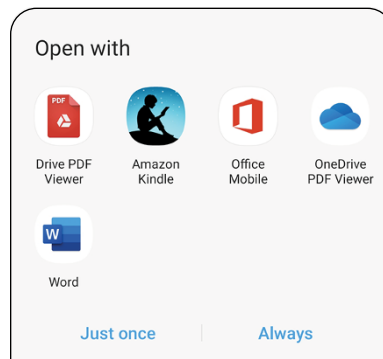 Open with
PDF
Drive PDF
Viewer
Amazon
Kindle
Office
Mobile
OneDrive
PDF Viewer
W
Word
Just once
Always